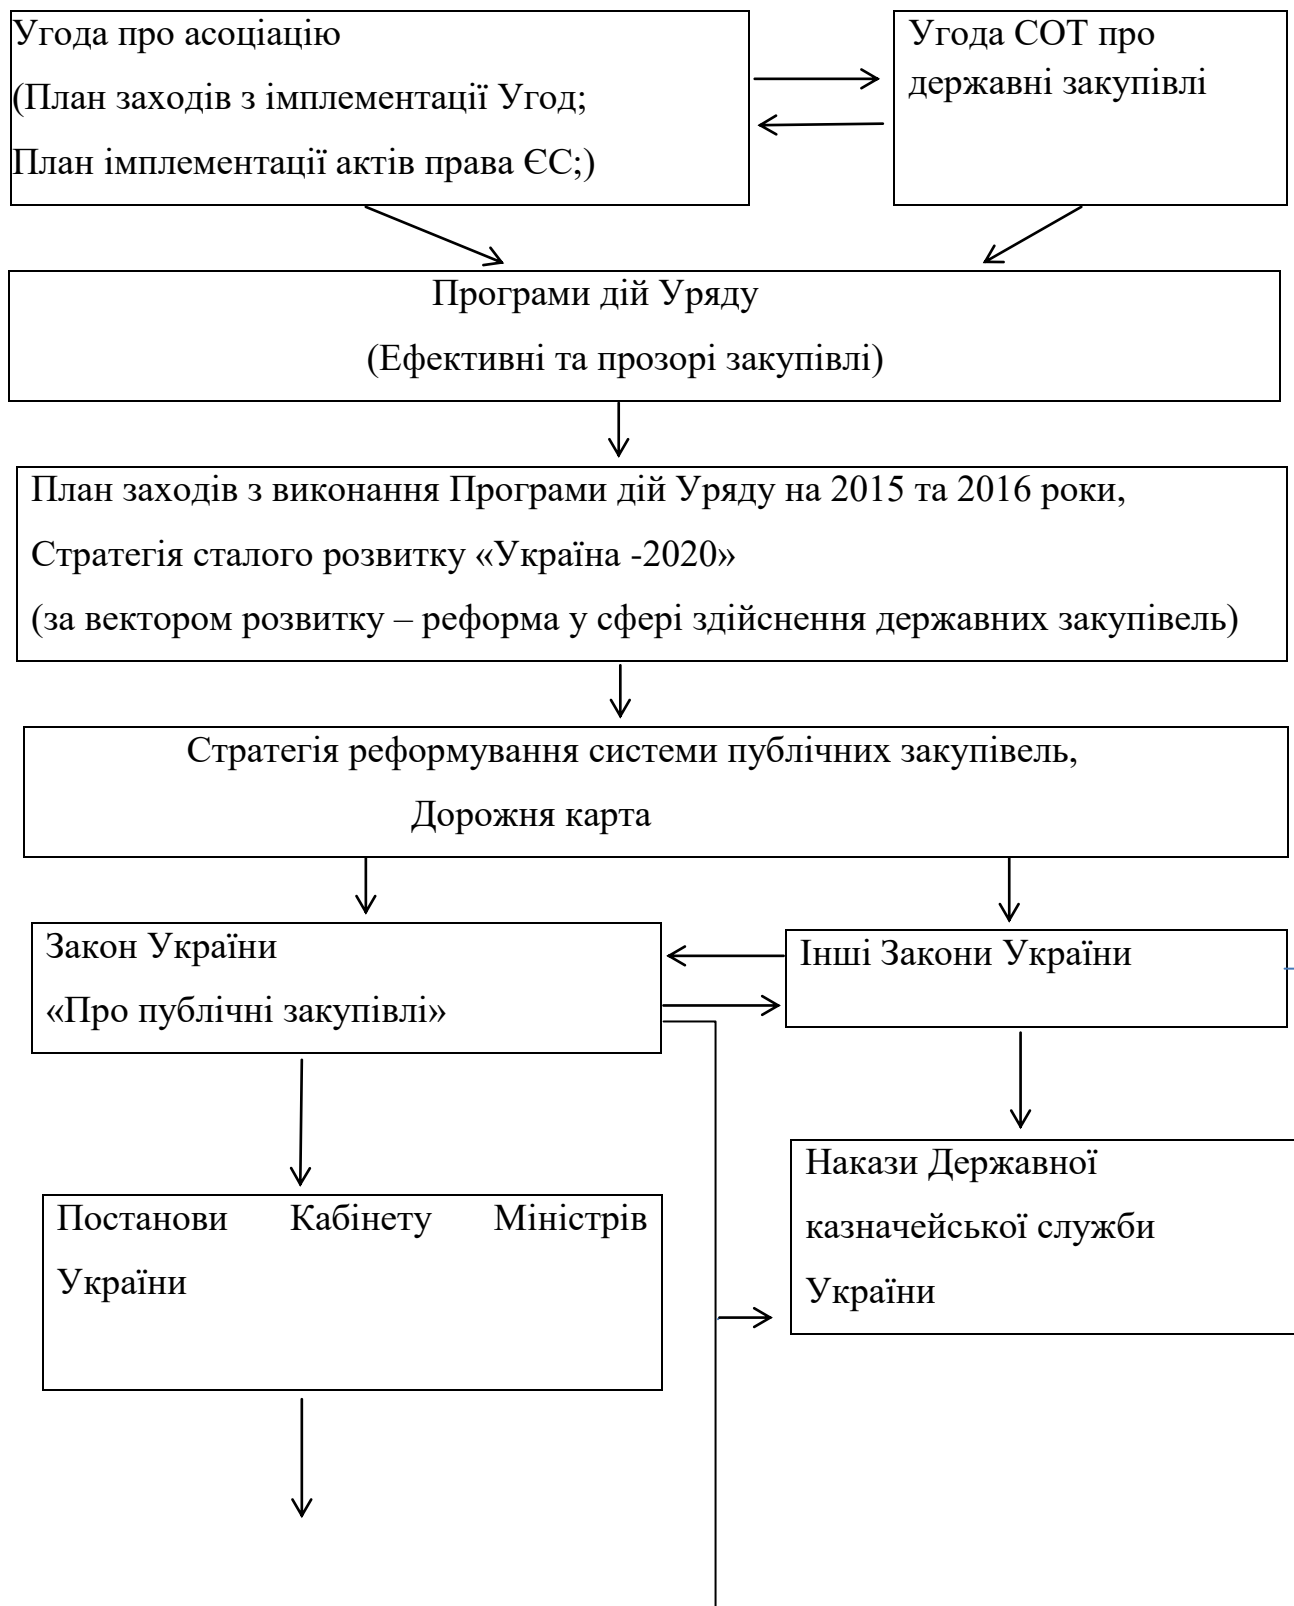 Угода про асоціацію
(План заходів з імплементації Угод;
План імплементації актів права ЄС;)
Угода СОТ про
державні закупівлі
Програми дій Уряду
(Ефективні та прозорі закупівлі)
План заходів з виконання Програми дій Уряду на 2015 та 2016 роки,
Стратегія сталого розвитку «Україна -2020»
(за вектором розвитку – реформа у сфері здійснення державних закупівель)
Стратегія реформування системи публічних закупівель,
Дорожня карта
Закон України
«Про публічні закупівлі»
Інші Закони України
Постанови Кабінету Міністрів
України
Накази Державної
казначейської служби
України